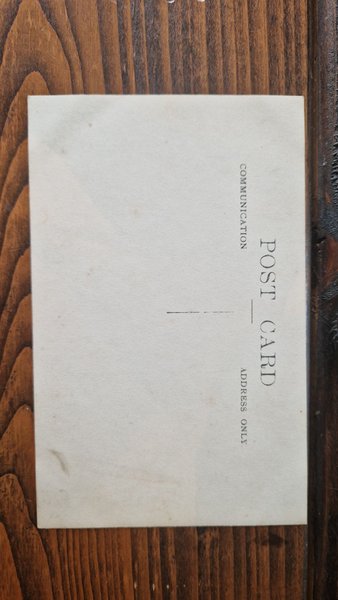 POST CARD
COMMUNICATION
ADDRESS ONLY